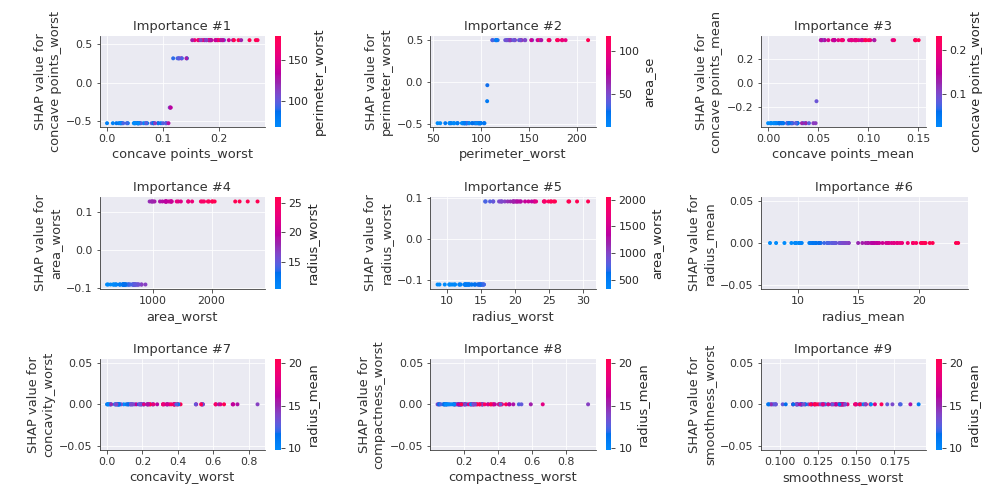 Importance #1
SHAP value for
concave points_worst
0.5
0.0
−0.5
0.0
0.2
concave points_worst
150
100
perimeter_worst
Importance #2
SHAP value for
perimeter_worst
0.5
0.0
−0.5
50
100
150
200
perimeter_worst
100
50
area_se
Importance #3
SHAP value for
concave points_mean
0.2
0.0
−0.2
0.00
0.05
0.10
0.15
concave points_mean
0.2
0.1
concave points_worst
Importance #4
SHAP value for
area_worst
0.1
0.0
−0.1
1000
2000
area_worst
25
20
15
radius_worst
Importance #5
SHAP value for
radius_worst
0.1
0.0
−0.1
10
15
20
25
30
radius_worst
2000
1500
1000
500
area_worst
Importance #6
SHAP value for
radius_mean
0.05
0.00
−0.05
10
15
20
radius_mean
Importance #7
SHAP value for
concavity_worst
0.05
0.00
−0.05
0.0
0.2
0.4
0.6
0.8
concavity_worst
20
15
10
radius_mean
Importance #8
SHAP value for
compactness_worst
0.05
0.00
−0.05
0.2
0.4
0.6
0.8
compactness_worst
20
15
10
radius_mean
Importance #9
SHAP value for
smoothness_worst
0.05
0.00
−0.05
0.100
0.125
0.150
0.175
smoothness_worst
20
15
10
radius_mean